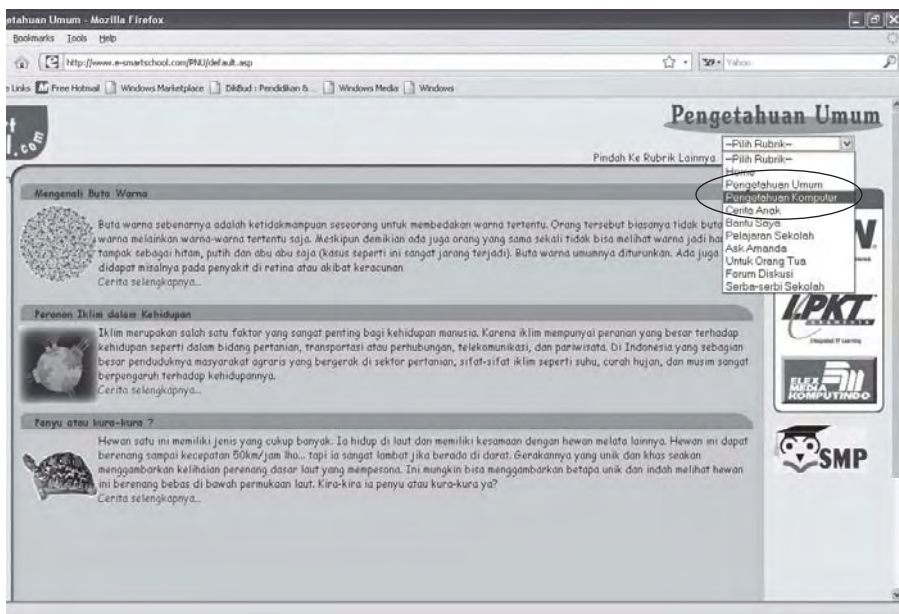 etahuan Umum - Mozilla Firefox
Bookmarks Tools Help
http://www.e-smartschool.com/PNU/default.asp
Yahoo
Links Free Hotmail Windows Marketplace DikBud : Pendidikan & ... Windows Media Windows
.com
Pengetahuan Umum
Pindah Ke Rubrik Lainnya
--Pilih Rubrik--
--Pilih Rubrik--
Home
Pengetahuan Umum
Pengetahuan Komputer
Cerita Anak
Bantu Saya
Pelajaran Sekolah
Ask Amanda
Untuk Orang Tua
Forum Diskusi
Serba-serbi Sekolah
Mengenali Buta Warna
Buta warna sebenarnya adalah ketidakmampuan seseorang untuk membedakan warna tertentu. Orang tersebut biasanya tidak buta
warna melainkan warna-warna tertentu saja. Meskipun demikian ada juga orang yang sama sekali tidak bisa melihat warna jadi ha
tampak sebagai hitam, putih dan abu abu saja (kasus seperti ini sangat jarang terjadi). Buta warna umumnya diturunkan. Ada juga
didapat misalnya pada penyakit di retina atau akibat keracunan
Cerita selengkapnya...
Peranan Iklim dalam Kehidupan
Iklim merupakan salah satu faktor yang sangat penting bagi kehidupan manusia. Karena iklim mempunyai peranan yang besar terhadap
kehidupan seperti dalam bidang pertanian, transportasi atau perhubungan, telekomunikasi, dan pariwisata. Di Indonesia yang sebagian
besar penduduknya masyarakat agraris yang bergerak di sektor pertanian, sifat-sifat iklim seperti suhu, curah hujan, dan musim sangat
berpengaruh terhadap kehidupannya.
Cerita selengkapnya...
Penyu atau kura-kura ?
Hewan satu ini memiliki jenis yang cukup banyak. Ia hidup di laut dan memiliki kesamaan dengan hewan melata lainnya. Hewan ini dapat
berenang sampai kecepatan 50km/jam lho... tapi ia sangat lambat jika berada di darat. Gerakannya yang unik dan khas seakan
menggambarkan kelihaian perenang dasar laut yang mempesona. Ini mungkin bisa menggambarkan betapa unik dan indah melihat hewan
ini berenang bebas di bawah permukaan laut. Kira-kira ia penyu atau kura-kura ya?
Cerita selengkapnya...
N
LPKT
Integrated IT Learning
ELEX
MEDIA
KOMPUTINDO
SMP